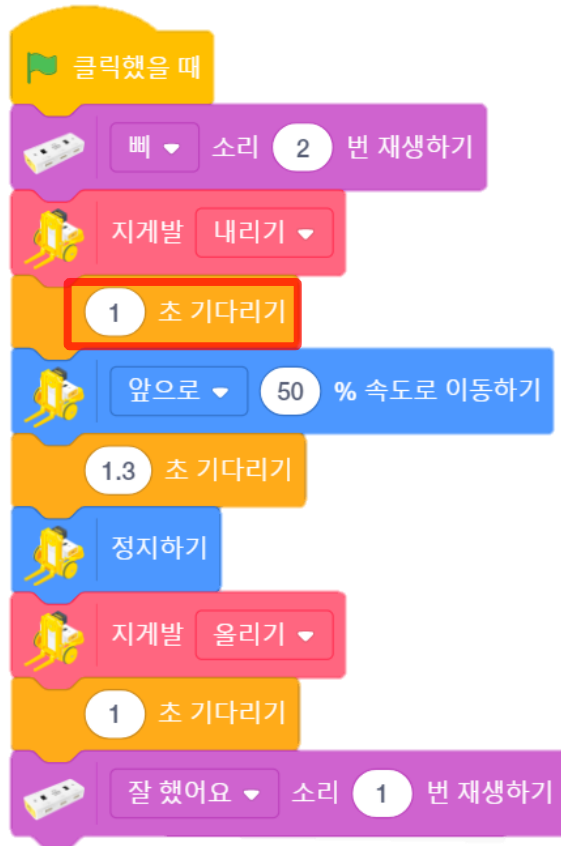 클릭했을 때
삐 소리 2 번 재생하기
지게발 내리기
1 초 기다리기
앞으로 50 % 속도로 이동하기
1.3 초 기다리기
정지하기
지게발 올리기
1 초 기다리기
잘 했어요 소리 1 번 재생하기